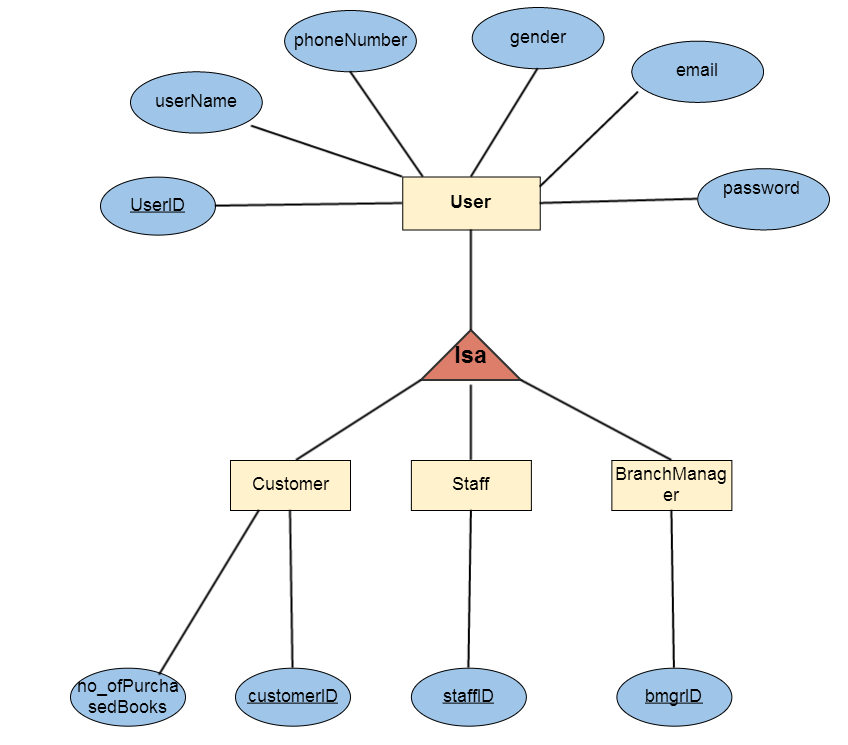 phoneNumber
gender
email
userName
password
UserID
User
Isa
Customer
Staff
BranchManag
er
no_ofPurcha
sedBooks
customerID
staffID
bmgrID